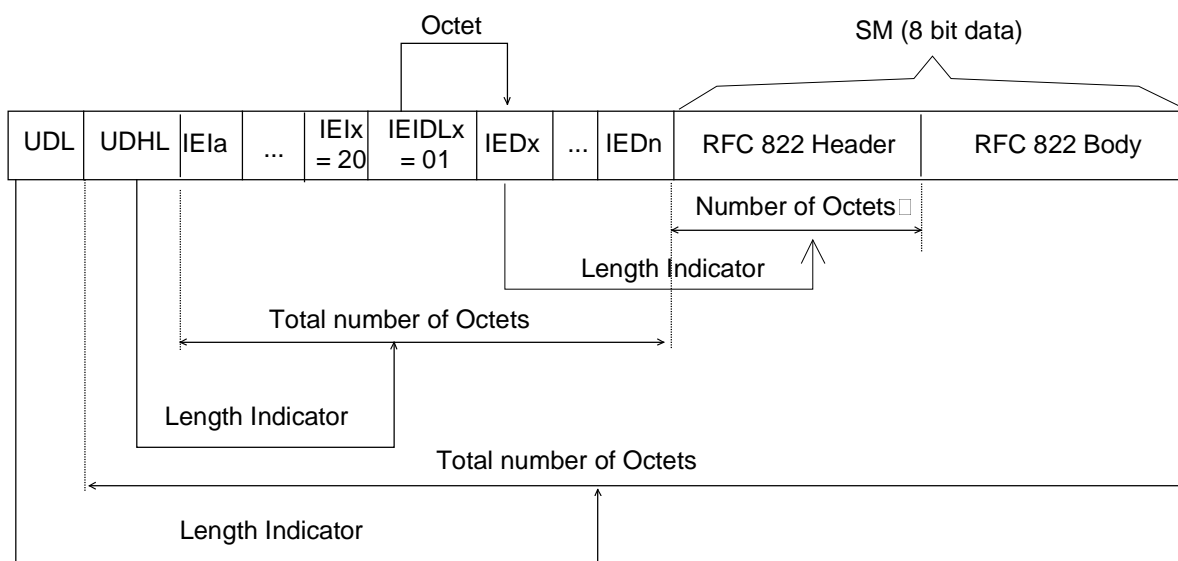 Octet
SM (8 bit data)
UDL UDHL IEIa ... IEIx = 20 IEIDLx = 01 IEDx ... IEDn RFC 822 Header RFC 822 Body
Number of Octets
Length Indicator
Total number of Octets
Length Indicator
Total number of Octets
Length Indicator